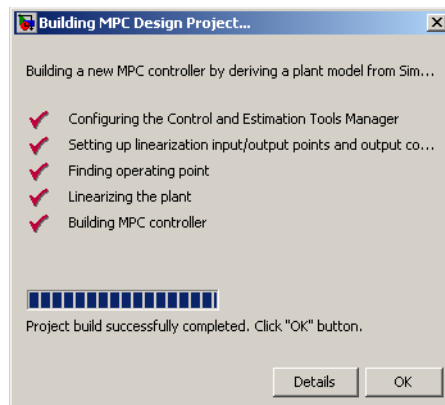 Building MPC Design Project...
Building a new MPC controller by deriving a plant model from Sim...
Configuring the Control and Estimation Tools Manager
Setting up linearization input/output points and output co...
Finding operating point
Linearizing the plant
Building MPC controller
Project build successfully completed. Click "OK" button.
Details OK